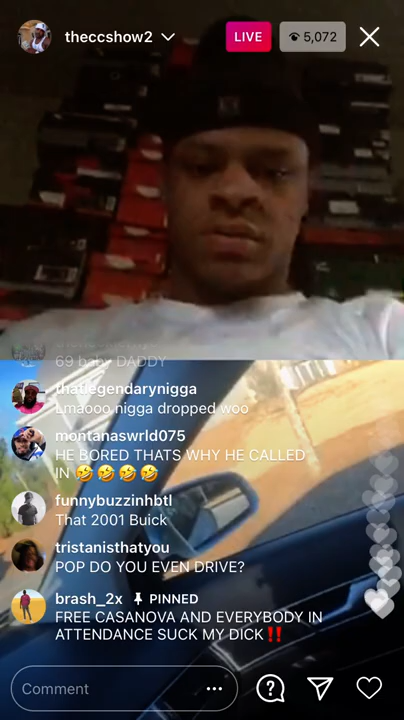 theccshow2
LIVE
5,072
69 baby DADDY
thatlegendarynigga
Lmaooo nigga dropped woo
montanaswrld075
HE BORED THATS WHY HE CALLED
IN 🤣🤣🤣🤣
funnybuzzinhbtl
That 2001 Buick
tristanisthatyou
POP DO YOU EVEN DRIVE?
brash_2x PINNED
FREE CASANOVA AND EVERYBODY IN
ATTENDANCE SUCK MY DICK‼️
Comment